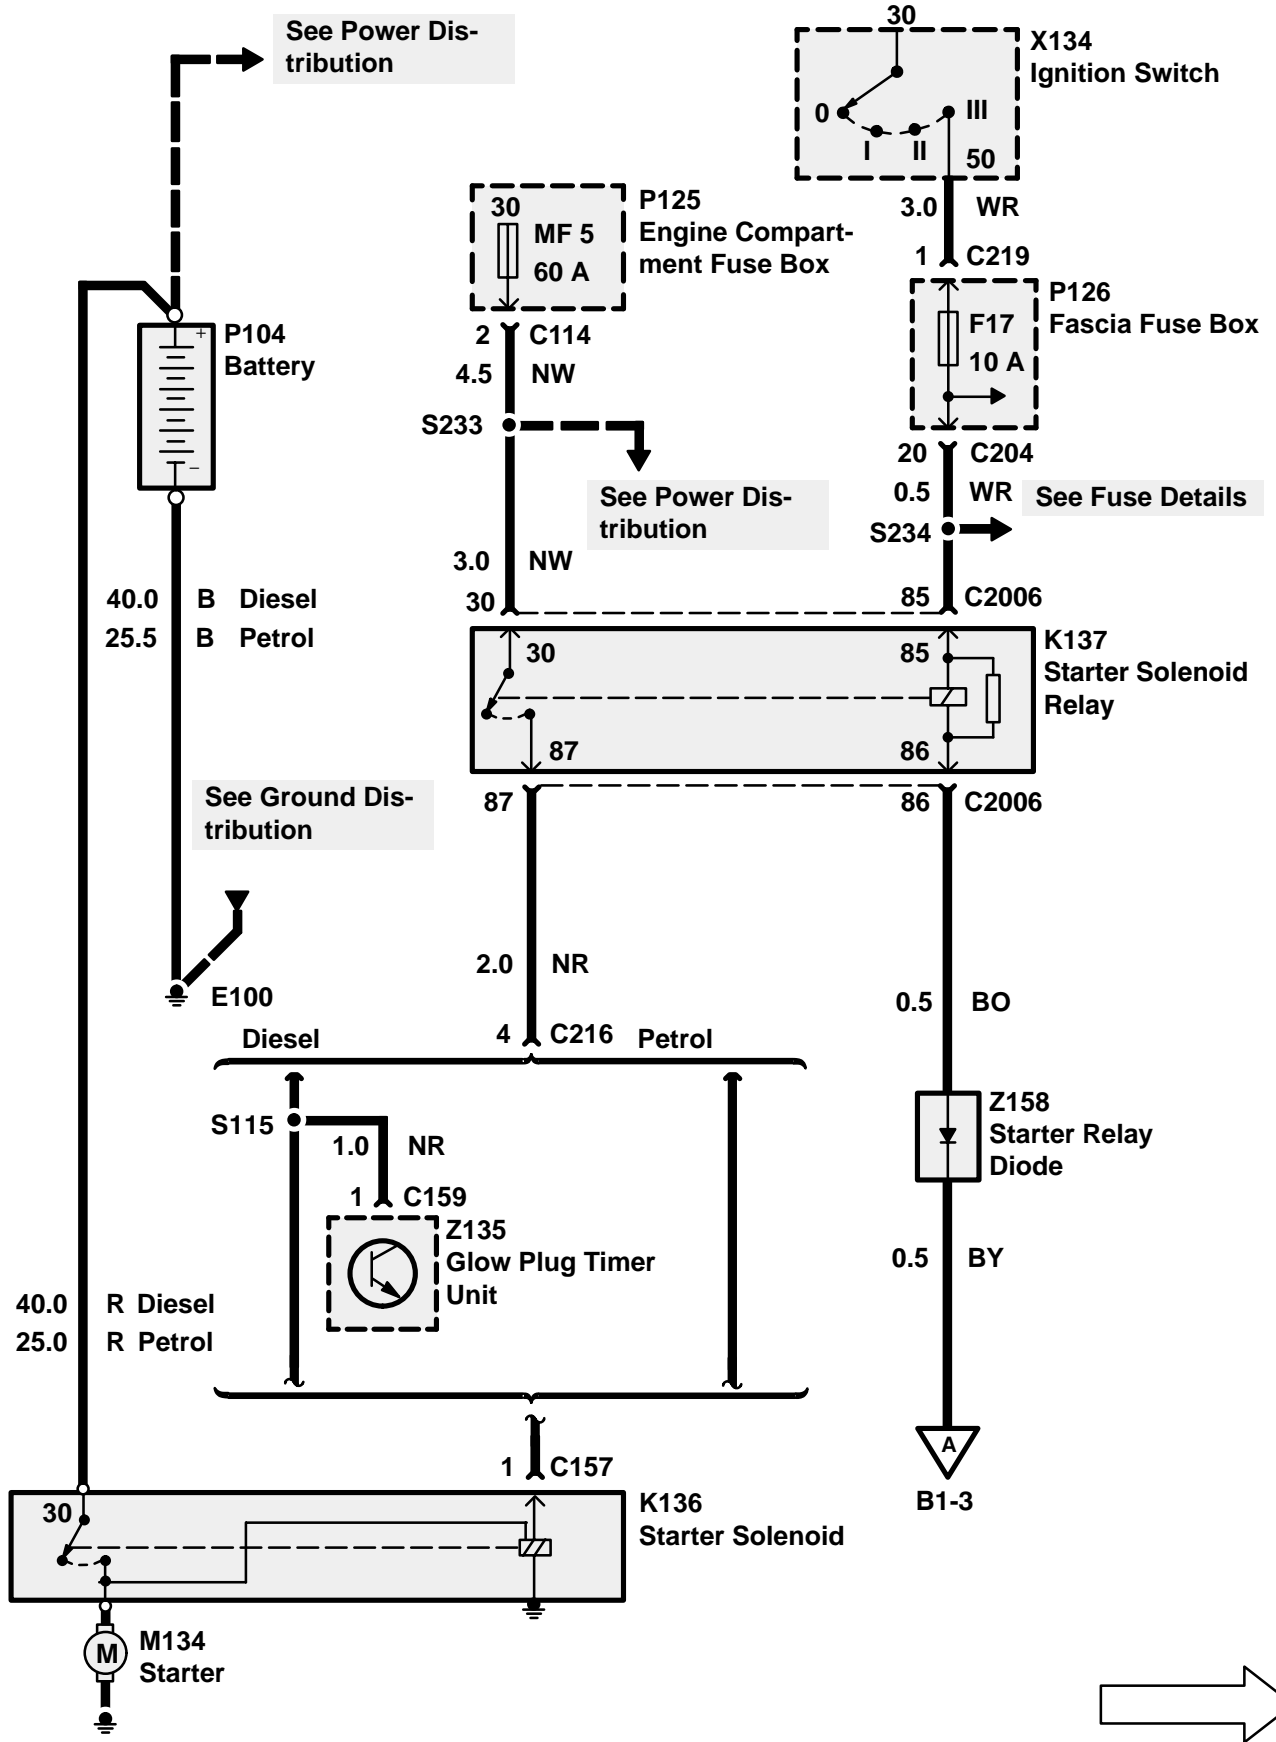 See Power Dis-
tribution
30
X134
Ignition Switch
0
III
I
II
50
3.0 WR
1 C219
P125
Engine Compart-
ment Fuse Box
30
MF 5
60 A
P126
Fascia Fuse Box
F17
10 A
2 C114
4.5 NW
S233
See Power Dis-
tribution
3.0 NW
30
20 C204
0.5 WR
See Fuse Details
S234
85 C2006
+
P104
Battery
–
40.0 B Diesel
25.5 B Petrol
K137
Starter Solenoid
Relay
30
85
87
86
87
86 C2006
See Ground Dis-
tribution
E100
2.0 NR
0.5 BO
Diesel
4 C216
Petrol
S115
1.0 NR
1 C159
Z135
Glow Plug Timer
Unit
Z158
Starter Relay
Diode
0.5 BY
40.0 R Diesel
25.0 R Petrol
A
B1-3
1 C157
30
K136
Starter Solenoid
M
M134
Starter